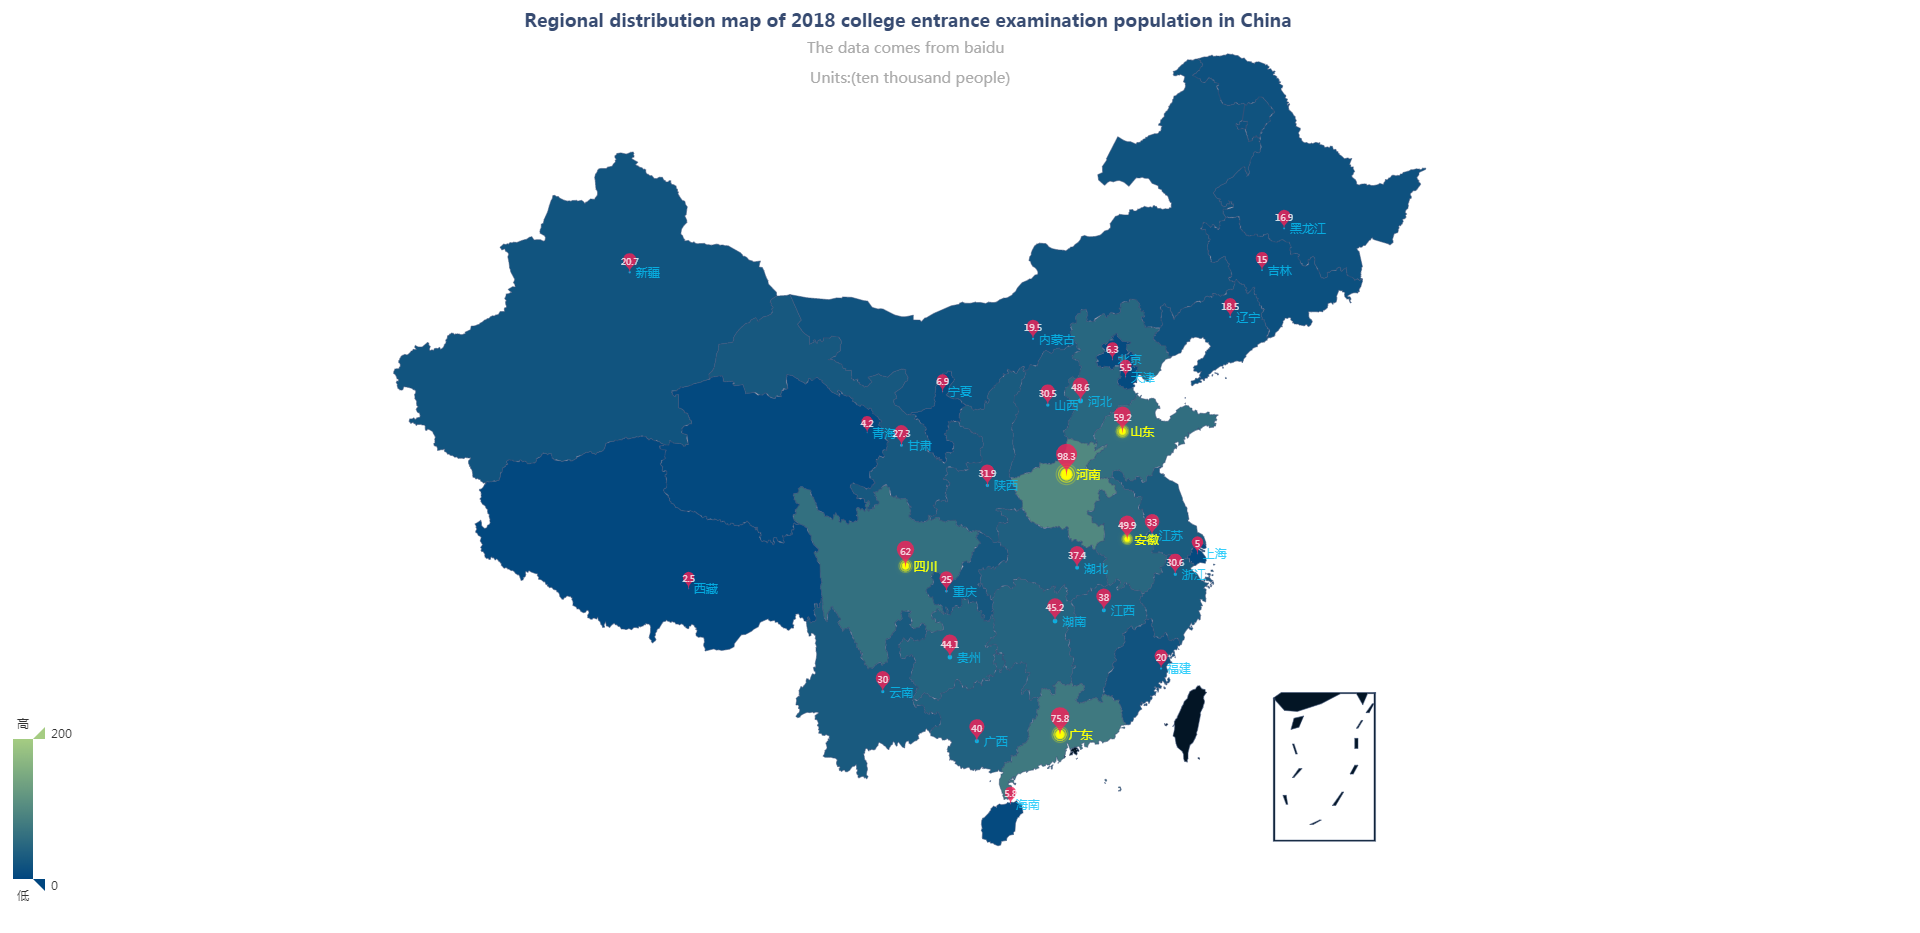 Regional distribution map of 2018 college entrance examination population in China
The data comes from baidu
Units:(ten thousand people)
16.9
黑龙江
20.7
新疆
15
吉林
18.5
辽宁
19.5
内蒙古
6.3
北京
5.5
天津
6.9
宁夏
30.5
山西
48.6
河北
4.2
青海
27.3
甘肃
59.2
山东
98.3
河南
31.9
陕西
49.9
安徽
33
江苏
5
上海
62
四川
37.4
湖北
30.6
浙江
2.5
西藏
25
重庆
45.2
湖南
38
江西
44.1
贵州
20
福建
30
云南
40
广西
75.8
广东
5.8
海南
高
200
0
低